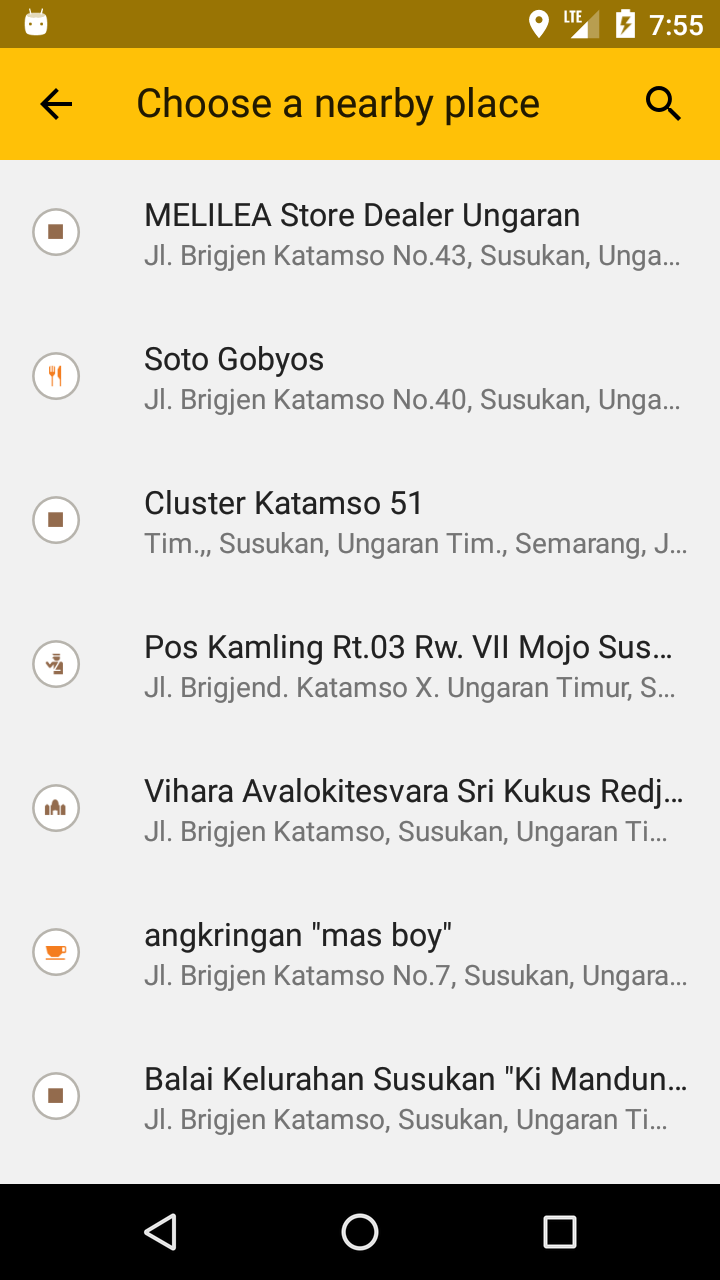 LTE 7:55
Choose a nearby place
MELILEA Store Dealer Ungaran
Jl. Brigjen Katamso No.43, Susukan, Unga...
Soto Gobyos
Jl. Brigjen Katamso No.40, Susukan, Unga...
Cluster Katamso 51
Tim.,,, Susukan, Ungaran Tim., Semarang, J...
Pos Kamling Rt.03 Rw. VII Mojo Sus...
Jl. Brigjend. Katamso X. Ungaran Timur, S...
Vihara Avalokitesvara Sri Kukus Redj...
Jl. Brigjen Katamso, Susukan, Ungaran Ti...
angkringan "mas boy"
Jl. Brigjen Katamso No.7, Susukan, Ungara...
Balai Kelurahan Susukan "Ki Mandun...
Jl. Brigjen Katamso, Susukan, Ungaran Ti...